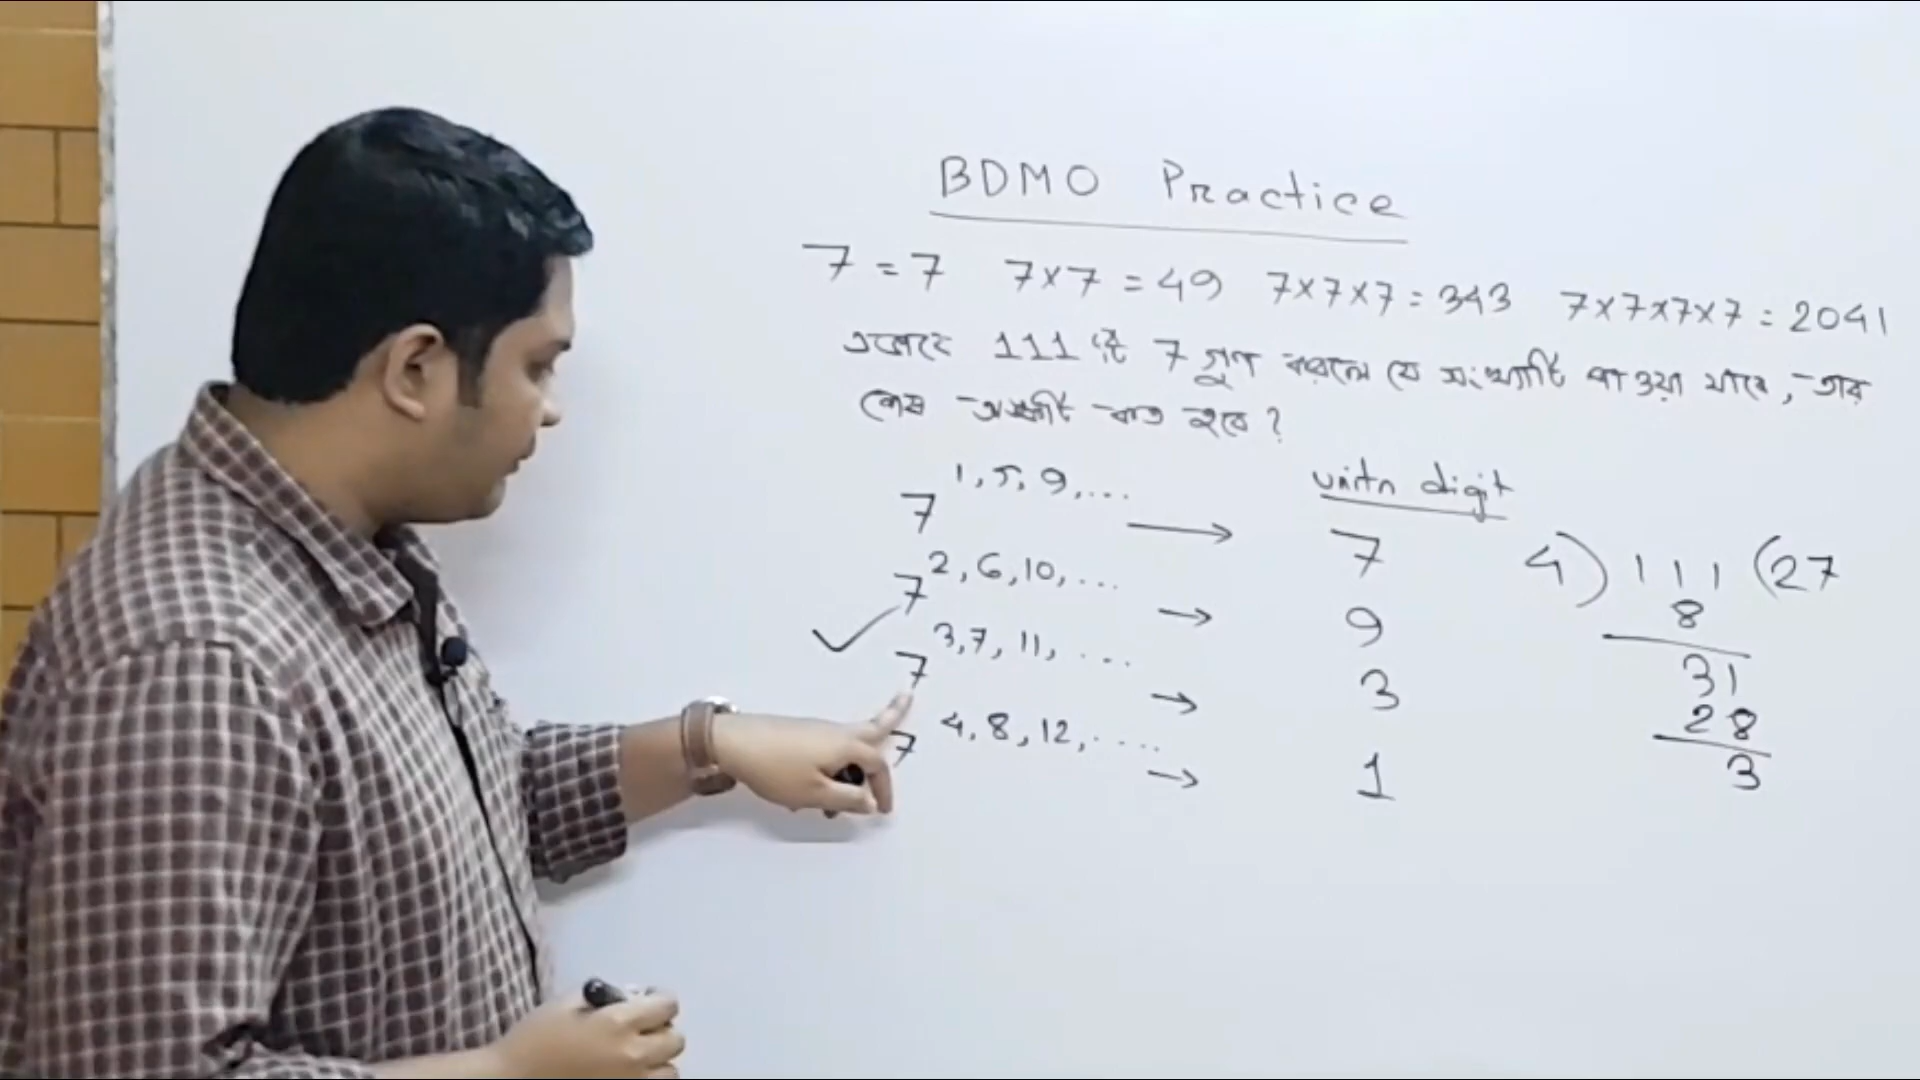 BDMO Practice
7 = 7 7×7 = 49 7×7×7 = 343 7×7×7×7 = 2041
এভাবে 111 টি 7 গুণ করলে যে সংখ্যাটি পাওয়া যাবে, তার
শেষ অঙ্কটি কত হবে ?
unitn digit
7 1, 5, 9, ... → 7
7 2, 6, 10, ... → 9
✓ 7 3, 7, 11, .... → 3
7 4, 8, 12, ..... → 1
4) 111 (27
8
31
28
3